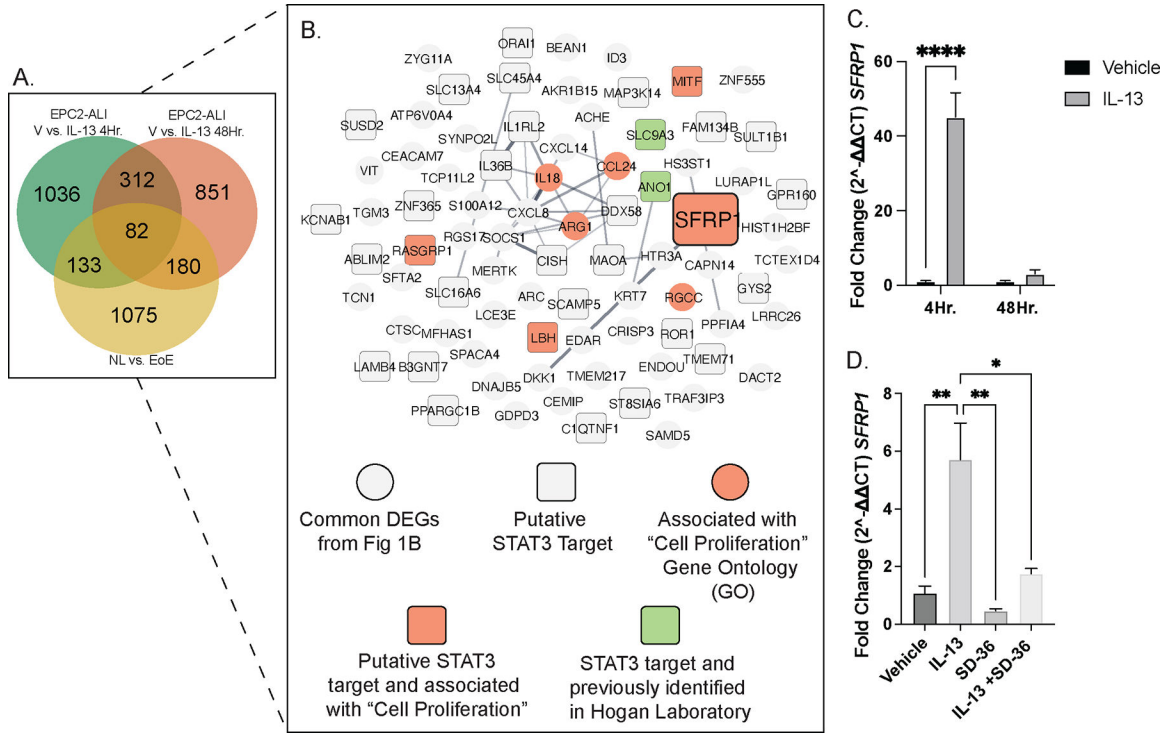 A.
EPC2-ALI
V vs. IL-13 4Hr.
EPC2-ALI
V vs. IL-13 48Hr.
1036
312
851
82
133
180
1075
NL vs. EoE
B.
ORAI1
BEAN1
ID3
ZYG11A
SLC45A4
SLC13A4
AKR1B15
MAP3K14
MITF
ZNF555
ATP6V0A4
ACHE
SUSD2
IL1RL2
SLC9A3
FAM134B
SULT1B1
SYNPO2L
CXCL14
CEACAM7
IL36B
CCL24
HS3ST1
VIT
TCP11L2
IL18
ANO1
LURAP1L
GPR160
KCNAB1
TGM3
ZNF365
S100A12
CXCL8
DDX58
SFRP1
HIST1H2BF
ARG1
RGS17
SOCS1
ABLIM2
RASGRP1
CISH
MAOA
HTR3A
CAPN14
TCTEX1D4
SFTA2
MERTK
TCN1
SLC16A6
ARC
SCAMP5
KRT7
RGCC
GYS2
LCE3E
PPFIA4
LRRC26
CTSC
MFHAS1
LBH
EDAR
CRISP3
ROR1
LAMB4
B3GNT7
SPACA4
ENDOU
TMEM71
DNAJB5
DKK1
TMEM217
DACT2
PPARGC1B
GDPD3
CEMIP
ST8SIA6
TRAF3IP3
C1QTNF1
SAMD5
Common DEGs
from Fig 1B
Putative
STAT3 Target
Associated with
“Cell Proliferation”
Gene Ontology
(GO)
Putative STAT3
target and associated
with “Cell Proliferation”
STAT3 target and
previously identified
in Hogan Laboratory
C.
Fold Change (2^-ΔΔCT) SFRP1
60
40
20
0
****
4Hr.
48Hr.
Vehicle
IL-13
D.
Fold Change (2^-ΔΔCT) SFRP1
8
6
4
2
0
**
**
*
Vehicle
IL-13
SD-36
IL-13 +SD-36